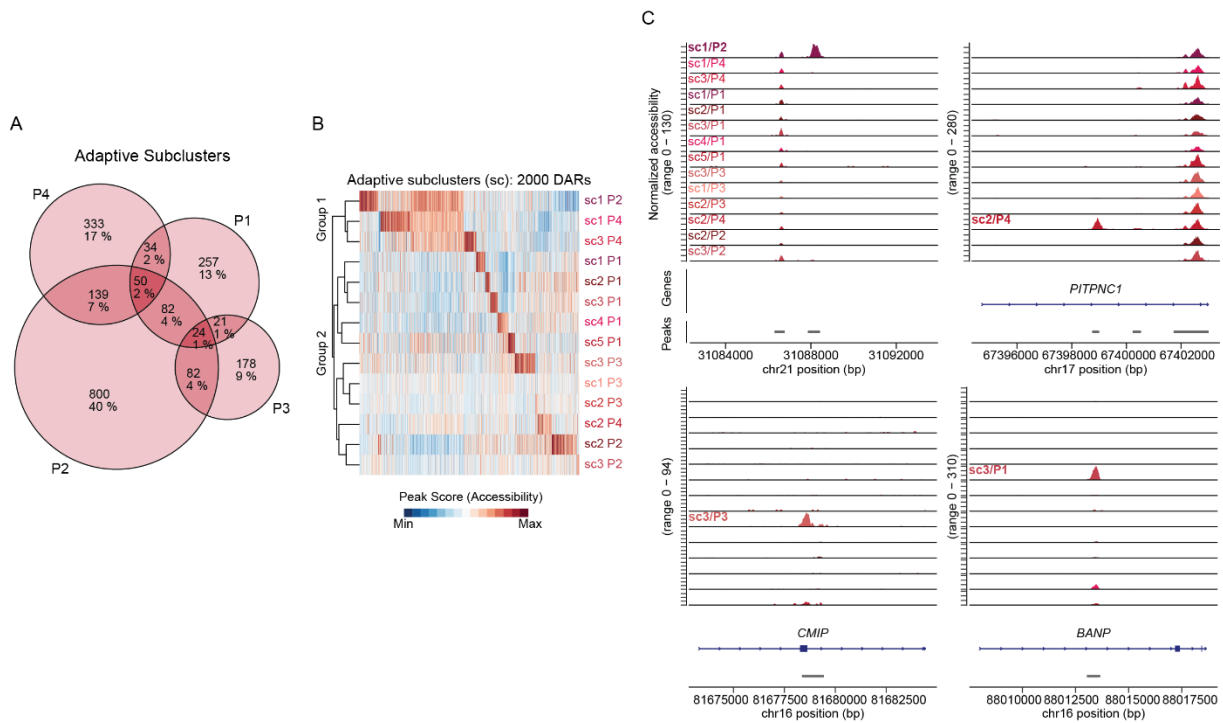 A
Adaptive Subclusters
P4
P1
333
17 %
34
2 %
257
13 %
50
2 %
139
7 %
82
4 %
21
1 %
24
1 %
178
9 %
82
4 %
800
40 %
P3
P2
B
Adaptive subclusters (sc): 2000 DARs
Group 1
Group 2
sc1 P2
sc1 P4
sc3 P4
sc1 P1
sc2 P1
sc3 P1
sc4 P1
sc5 P1
sc3 P3
sc1 P3
sc2 P3
sc2 P4
sc2 P2
sc3 P2
Peak Score (Accessibility)
Min
Max
C
Normalized accessibility
(range 0 – 130)
sc1/P2
sc1/P4
sc3/P4
sc1/P1
sc2/P1
sc3/P1
sc4/P1
sc5/P1
sc3/P3
sc1/P3
sc2/P3
sc2/P4
sc2/P2
sc3/P2
Genes
Peaks
31084000 31088000 31092000
chr21 position (bp)
(range 0 – 280)
sc2/P4
PITPNC1
67396000 67398000 67400000 67402000
chr17 position (bp)
(range 0 – 94)
sc3/P3
CMIP
81675000 81677500 81680000 81682500
chr16 position (bp)
(range 0 – 310)
sc3/P1
BANP
88010000 88012500 88015000 88017500
chr16 position (bp)